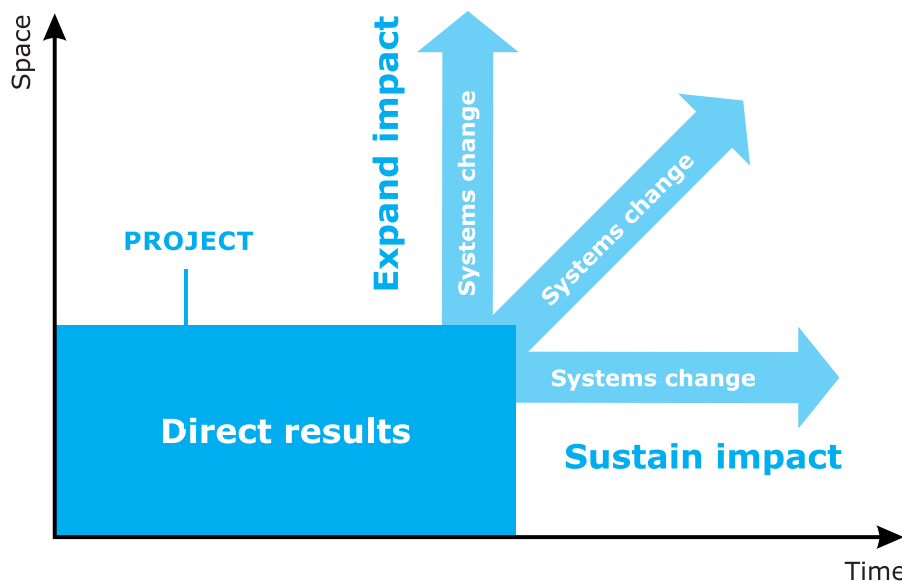 Space
Expand impact
Systems change
Systems change
PROJECT
Systems change
Direct results
Sustain impact
Time